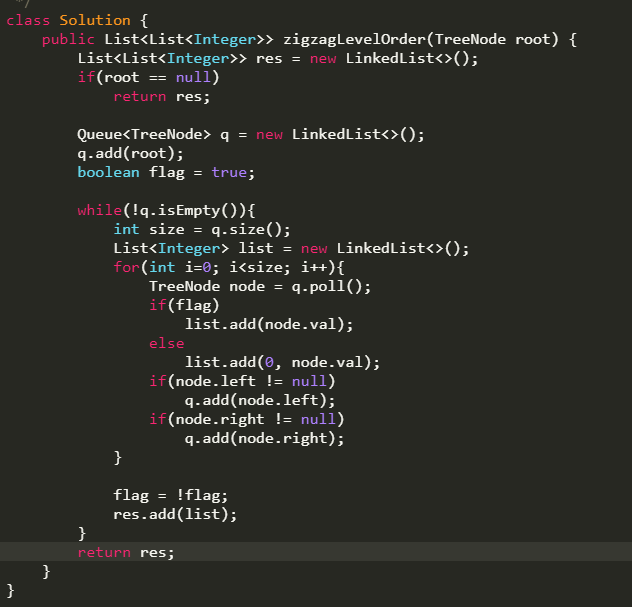 */
class Solution {
    public List<List<Integer>> zigzagLevelOrder(TreeNode root) {
        List<List<Integer>> res = new LinkedList<>();
        if(root == null)
            return res;

        Queue<TreeNode> q = new LinkedList<>();
        q.add(root);
        boolean flag = true;

        while(!q.isEmpty()){
            int size = q.size();
            List<Integer> list = new LinkedList<>();
            for(int i=0; i<size; i++){
                TreeNode node = q.poll();
                if(flag)
                    list.add(node.val);
                else
                    list.add(0, node.val);
                if(node.left != null)
                    q.add(node.left);
                if(node.right != null)
                    q.add(node.right);
            }

            flag = !flag;
            res.add(list);
        }
        return res;
    }
}